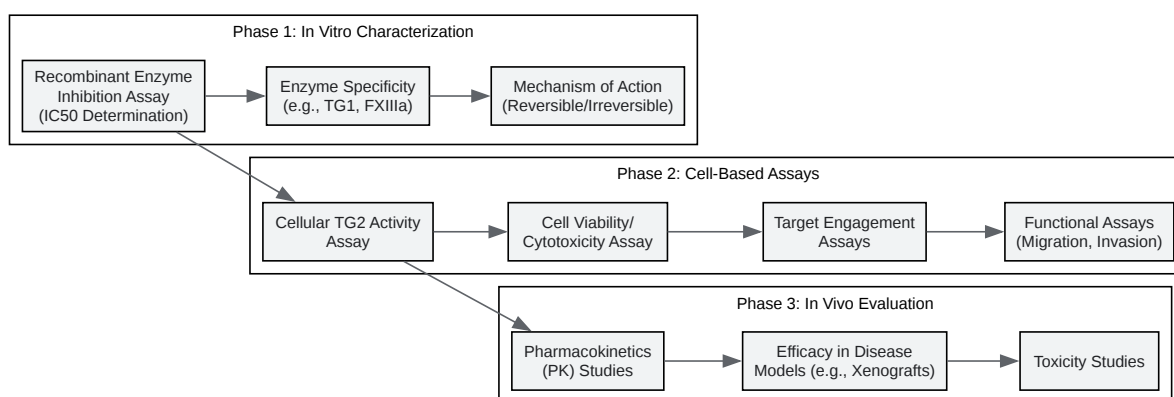 Phase 1: In Vitro Characterization
Recombinant Enzyme
Inhibition Assay
(IC50 Determination)
Enzyme Specificity
(e.g., TG1, FXIIIa)
Mechanism of Action
(Reversible/Irreversible)
Phase 2: Cell-Based Assays
Cellular TG2 Activity
Assay
Cell Viability/
Cytotoxicity Assay
Target Engagement
Assays
Functional Assays
(Migration, Invasion)
Phase 3: In Vivo Evaluation
Pharmacokinetics
(PK) Studies
Efficacy in Disease
Models (e.g., Xenografts)
Toxicity Studies